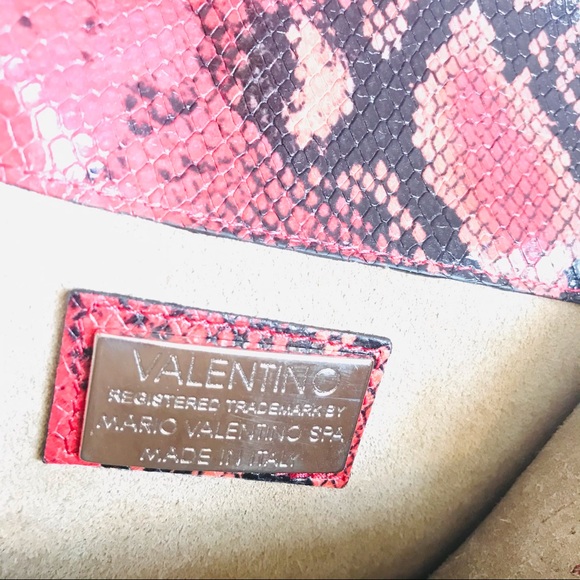 VALENTINO
REGISTERED TRADEMARK BY
MARIO VALENTINO SPA
MADE IN ITALY